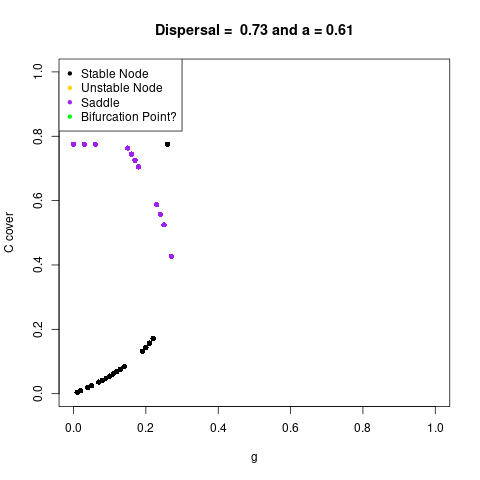 Dispersal =  0.73 and a = 0.61
Stable Node
Unstable Node
Saddle
Bifurcation Point?
C cover
1.0
0.8
0.6
0.4
0.2
0.0
0.0 0.2 0.4 0.6 0.8 1.0
g